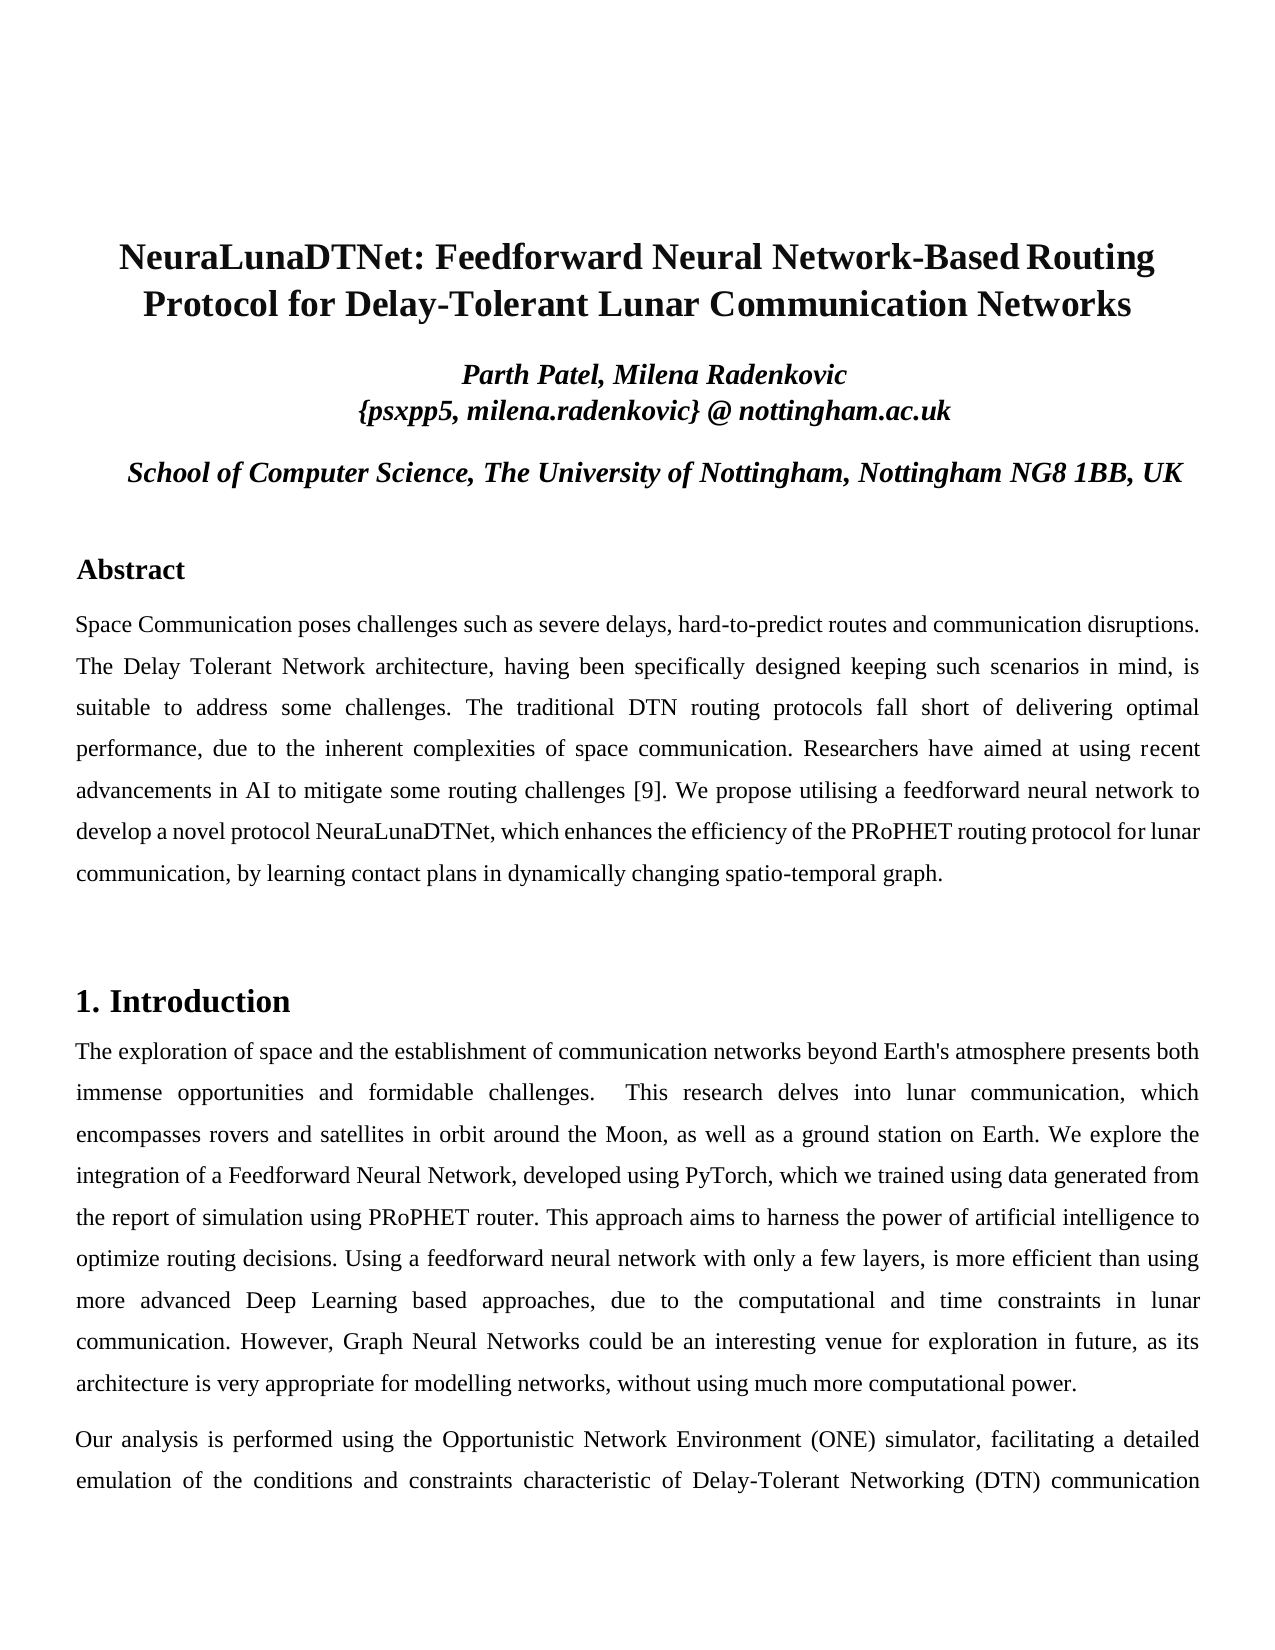 NeuraLunaDTNet: Feedforward Neural Network-Based Routing
Protocol for Delay-Tolerant Lunar Communication Networks
Parth Patel, Milena Radenkovic
{psxpp5, milena.radenkovic} @ nottingham.ac.uk
School of Computer Science, The University of Nottingham, Nottingham NG8 1BB, UK
Abstract
Space Communication poses challenges such as severe delays, hard-to-predict routes and communication disruptions.
The Delay Tolerant Network architecture, having been specifically designed keeping such scenarios in mind, is
suitable to address some challenges. The traditional DTN routing protocols fall short of delivering optimal
performance, due to the inherent complexities of space communication. Researchers have aimed at using recent
advancements in AI to mitigate some routing challenges [9]. We propose utilising a feedforward neural network to
develop a novel protocol NeuraLunaDTNet, which enhances the efficiency of the PRoPHET routing protocol for lunar
communication, by learning contact plans in dynamically changing spatio-temporal graph.
1. Introduction
The exploration of space and the establishment of communication networks beyond Earth's atmosphere presents both
immense opportunities and formidable challenges. This research delves into lunar communication, which
encompasses rovers and satellites in orbit around the Moon, as well as a ground station on Earth. We explore the
integration of a Feedforward Neural Network, developed using PyTorch, which we trained using data generated from
the report of simulation using PRoPHET router. This approach aims to harness the power of artificial intelligence to
optimize routing decisions. Using a feedforward neural network with only a few layers, is more efficient than using
more advanced Deep Learning based approaches, due to the computational and time constraints in lunar
communication. However, Graph Neural Networks could be an interesting venue for exploration in future, as its
architecture is very appropriate for modelling networks, without using much more computational power.
Our analysis is performed using the Opportunistic Network Environment (ONE) simulator, facilitating a detailed
emulation of the conditions and constraints characteristic of Delay-Tolerant Networking (DTN) communication